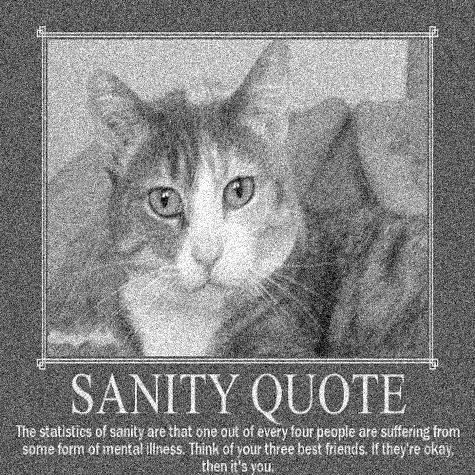 SANITY QUOTE
The statistics of sanity are that one out of every four people are suffering from
some form of mental illness. Think of your three best friends. If they're okay,
then it's you.